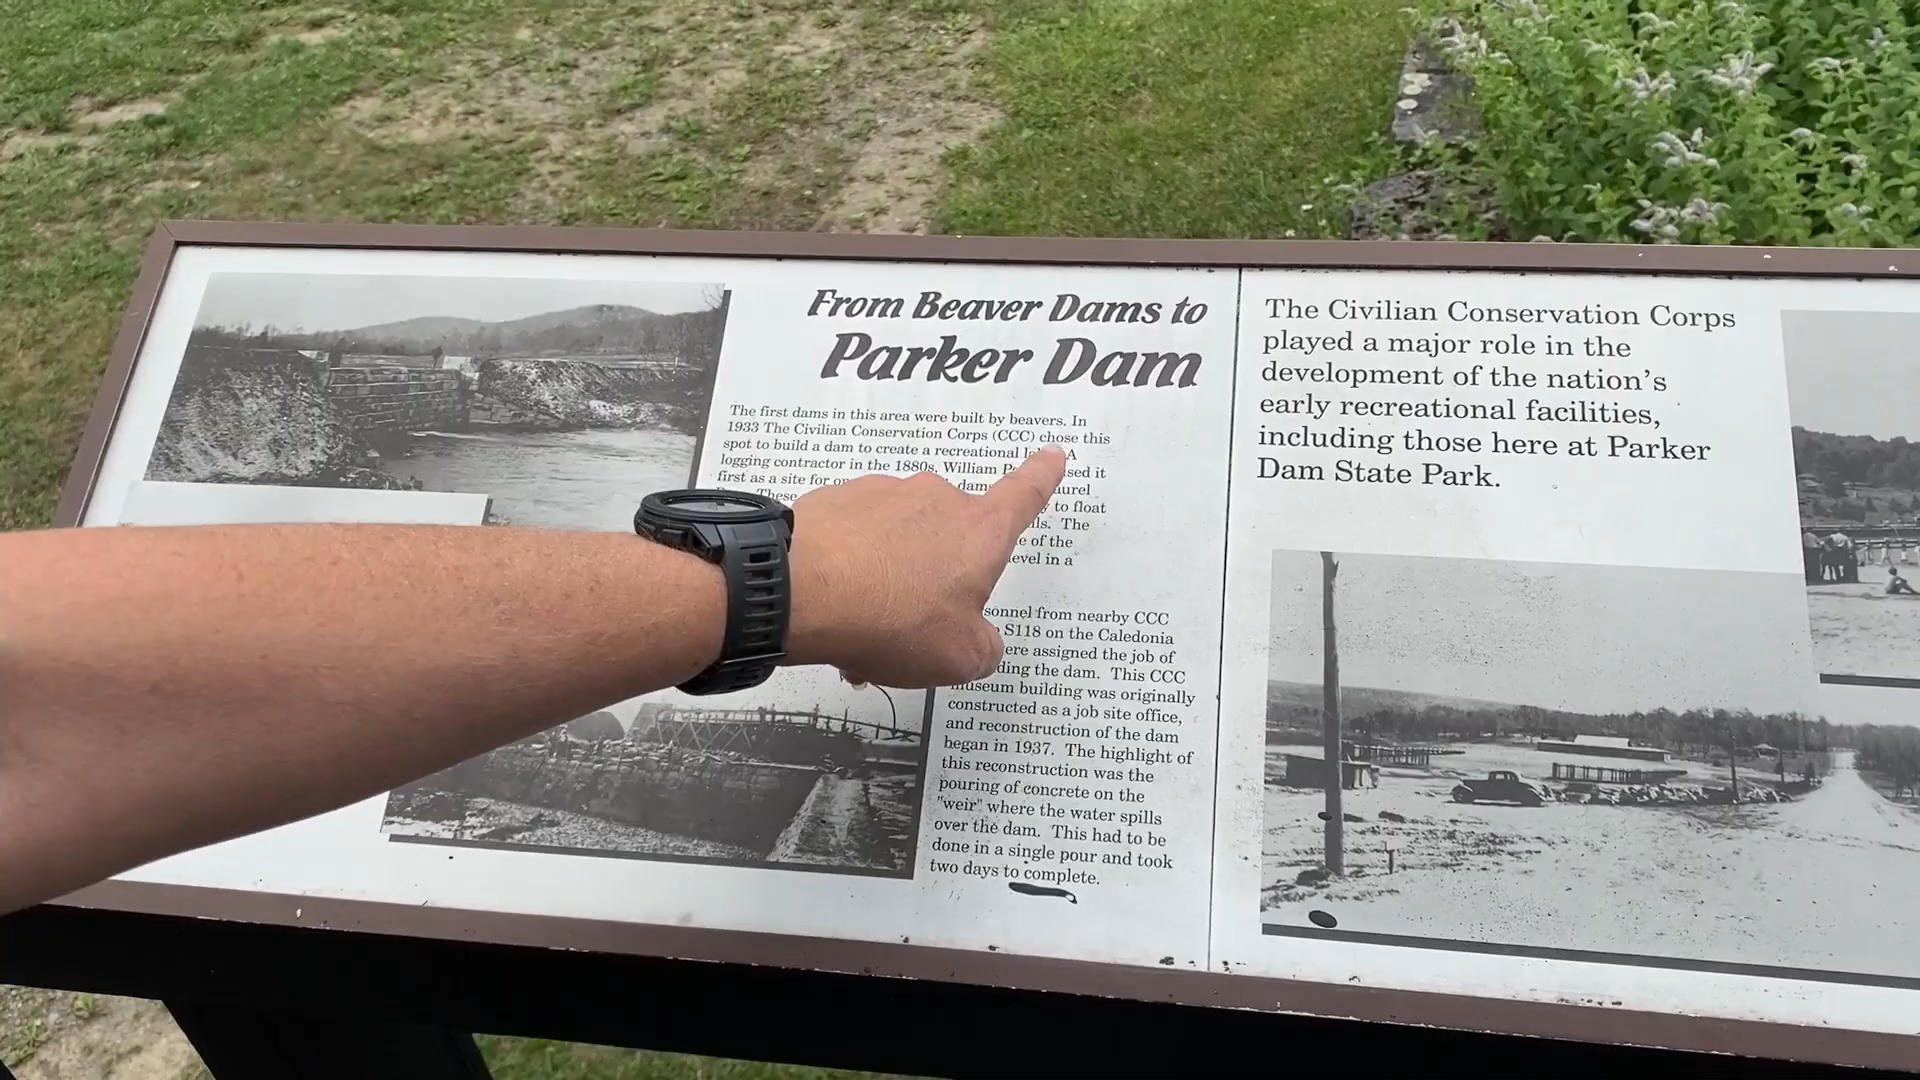 From Beaver Dams to
Parker Dam
The first dams in this area were built by beavers. In
1933 The Civilian Conservation Corps (CCC) chose this
spot to build a dam to create a recreational A
logging contractor in the 1880s, William
first as a site for dams
These to float
The
of the
level in a
CCC
S118 on the Caledonia
assigned the job of
the dam. This CCC
museum building was originally
constructed as a job site office,
and reconstruction of the dam
began in 1937. The highlight of
this reconstruction was the
pouring of concrete on the
"weir" where the water spills
over the dam. This had to be
done in a single pour and took
two days to complete.
The Civilian Conservation Corps
played a major role in the
development of the nation's
early recreational facilities,
including those here at Parker
Dam State Park.